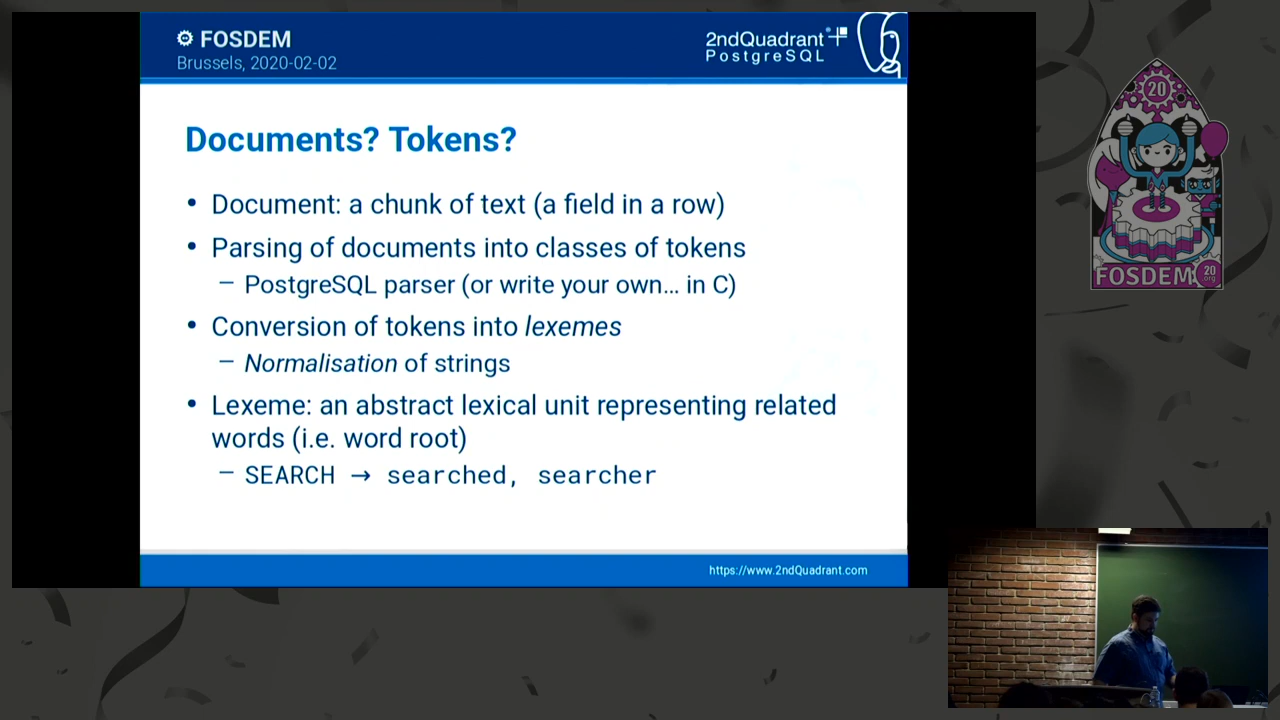 FOSDEM
Brussels, 2020-02-02
2ndQuadrant
PostgreSQL
Documents? Tokens?
• Document: a chunk of text (a field in a row)
• Parsing of documents into classes of tokens
– PostgreSQL parser (or write your own... in C)
• Conversion of tokens into lexemes
– Normalisation of strings
• Lexeme: an abstract lexical unit representing related
words (i.e. word root)
– SEARCH → searched, searcher
https://www.2ndQuadrant.com
20
FOSDEM
20
.org